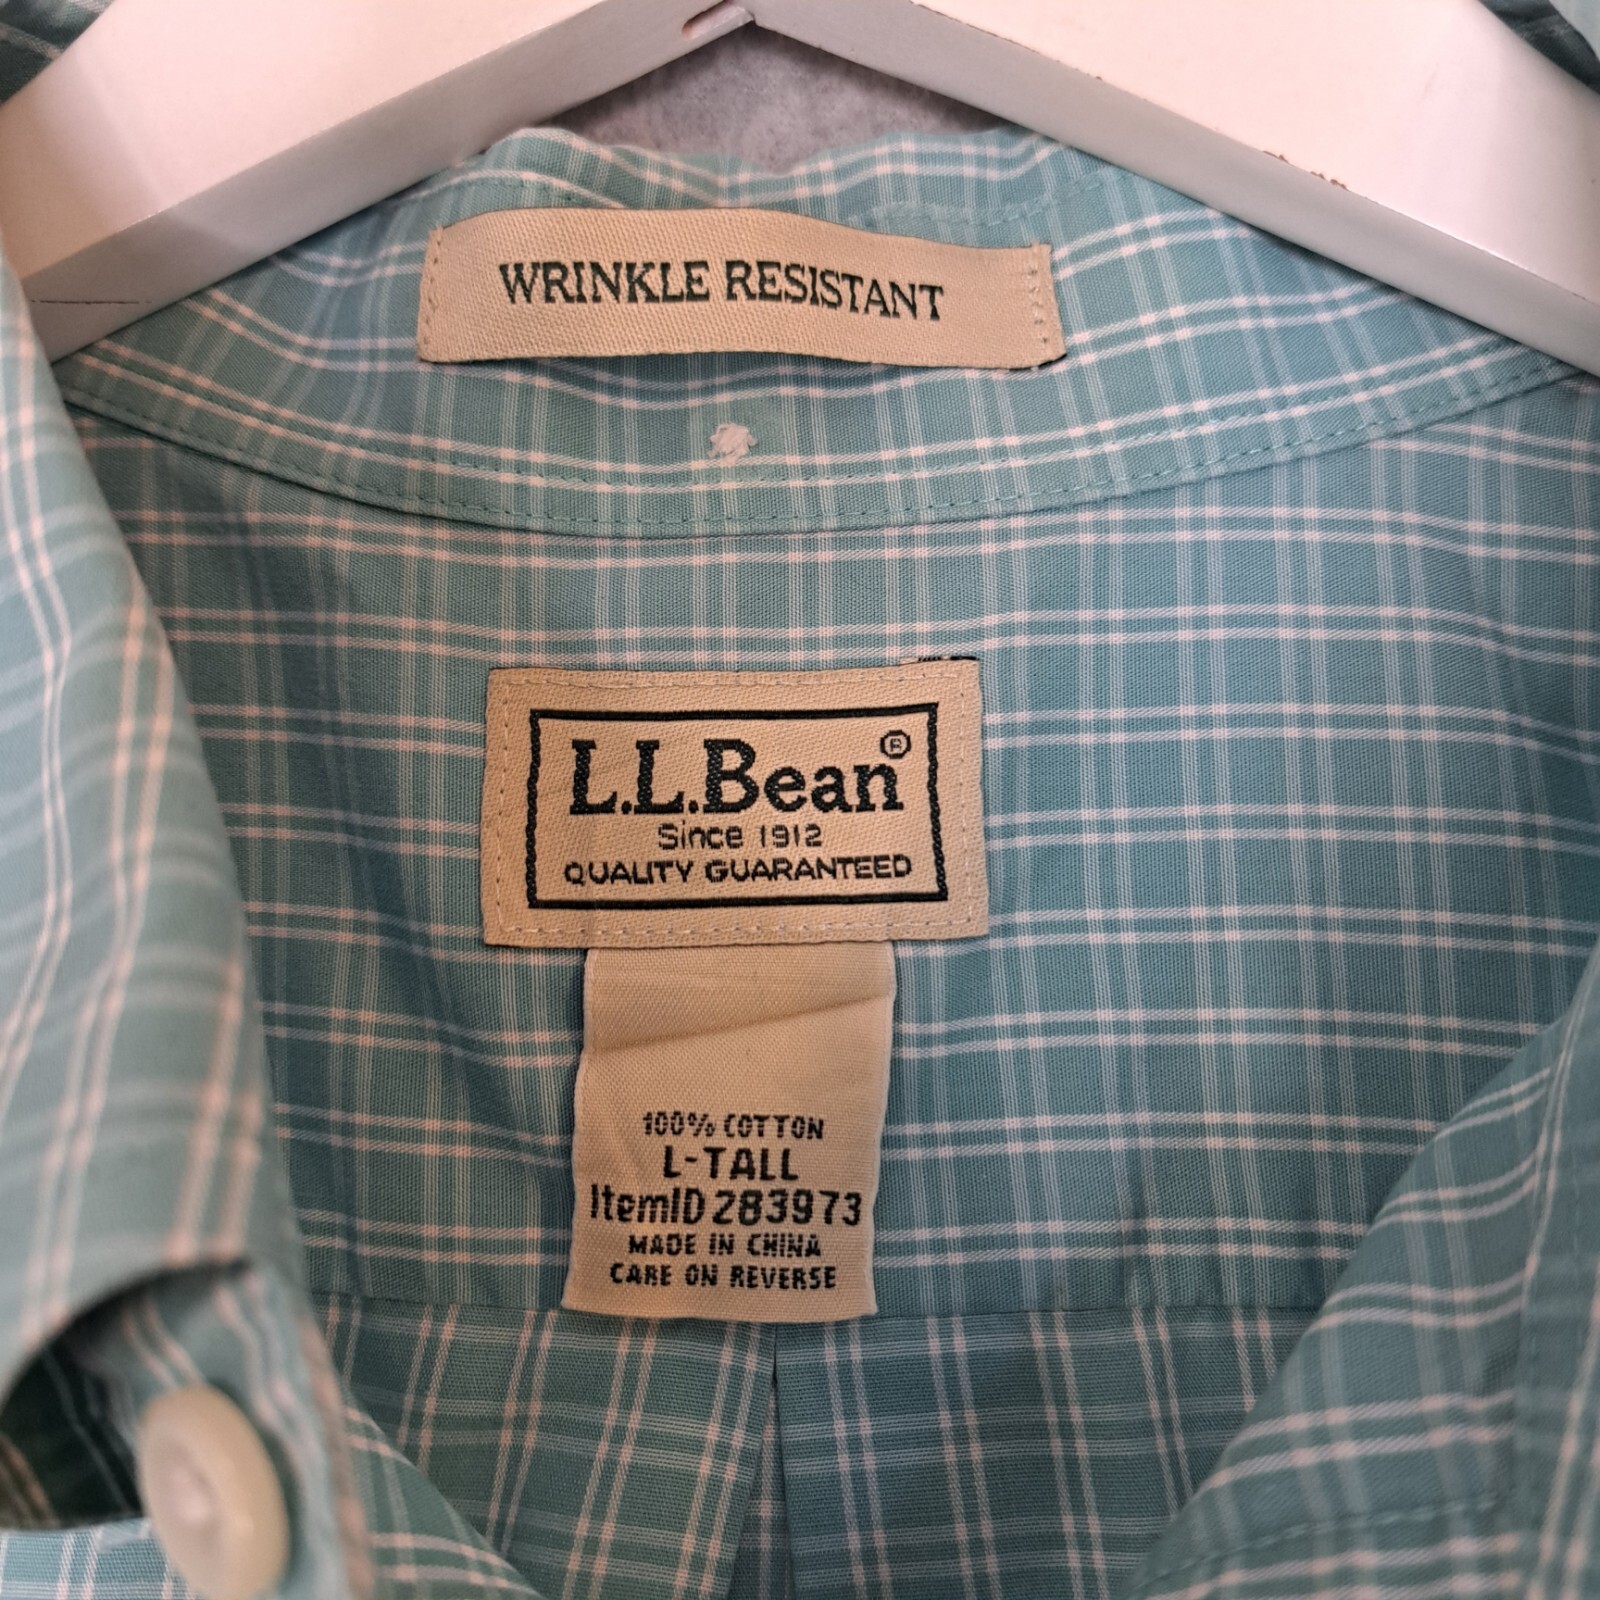 WRINKLE RESISTANT
L.L.Bean®
Since 1912
QUALITY GUARANTEED
100% COTTON
L-TALL
ItemID 283973
MADE IN CHINA
CARE ON REVERSE